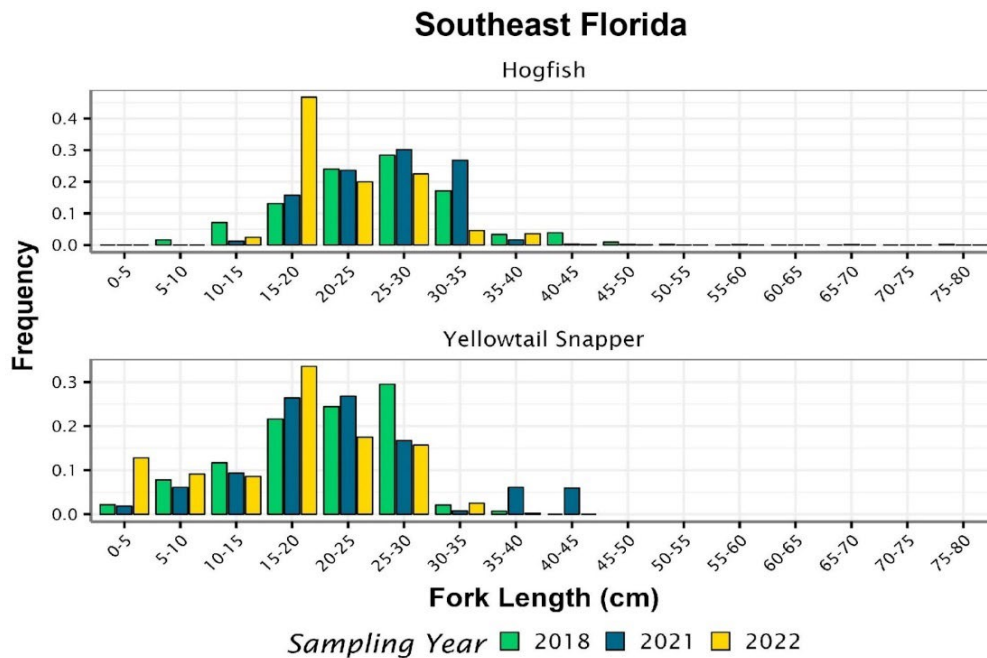 Southeast Florida
Hogfish
Frequency
0.4
0.3
0.2
0.1
0.0
0-5 5-10 10-15 15-20 20-25 25-30 30-35 35-40 40-45 45-50 50-55 55-60 60-65 65-70 70-75 75-80
Yellowtail Snapper
0.3
0.2
0.1
0.0
0-5 5-10 10-15 15-20 20-25 25-30 30-35 35-40 40-45 45-50 50-55 55-60 60-65 65-70 70-75 75-80
Fork Length (cm)
Sampling Year 2018 2021 2022